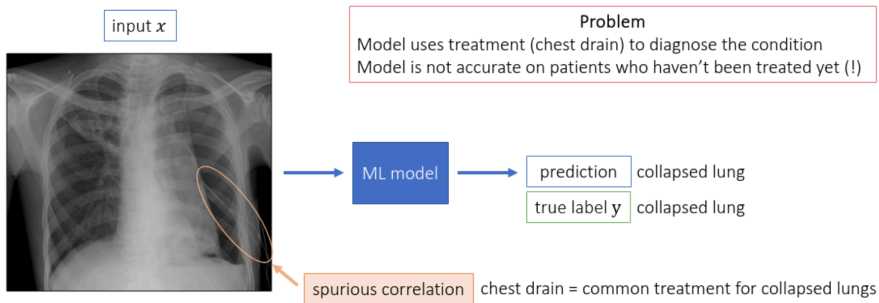 input x
Problem
Model uses treatment (chest drain) to diagnose the condition
Model is not accurate on patients who haven't been treated yet (!)
ML model
prediction collapsed lung
true label y collapsed lung
spurious correlation chest drain = common treatment for collapsed lungs